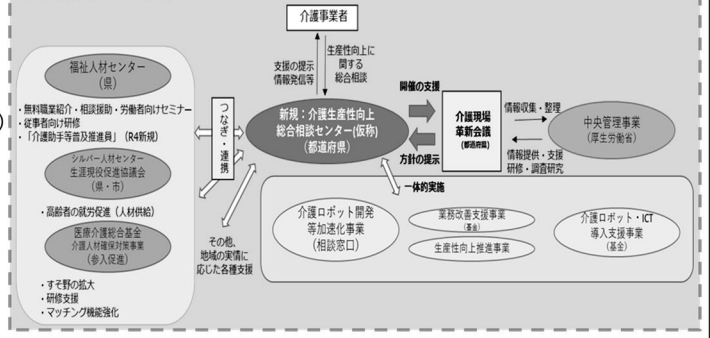 介護事業者
支援の提示
情報発信等
生産性向上に
関する
総合相談
福祉人材センター
(県)
・無料職業紹介・相談援助・労働者向けセミナー
・従事者向け研修
・「介護助手等普及推進員」(R4新規)
シルバー人材センター
生涯現役促進協議会
(県・市)
・高齢者の就労促進(人材供給)
医療介護総合基金
介護人材確保対策事業
(参入促進)
・すそ野の拡大
・研修支援
・マッチング機能強化
)
つなぎ・連携
新規:介護生産性向上
総合相談センター(仮称)
(都道府県)
開催の支援
方針の提示
介護現場
革新会議
(都道府県)
情報収集・整理
情報提供・支援
研修・調査研究
中央管理事業
(厚生労働省)
その他、
地域の実情に
応じた各種支援
一体的実施
介護ロボット開発
等加速化事業
(相談窓口)
業務改善支援事業
(基金)
生産性向上推進事業
介護ロボット・ICT
導入支援事業
(基金)